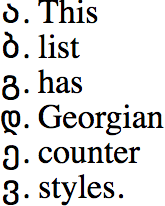 ა. This
ბ. list
გ. has
დ. Georgian
ე. counter
ვ. styles.